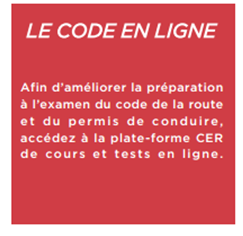 LE CODE EN LIGNE
Afin d'améliorer la préparation
à l'examen du code de la route
et du permis de conduire,
accédez à la plate-forme CER
de cours et tests en ligne.